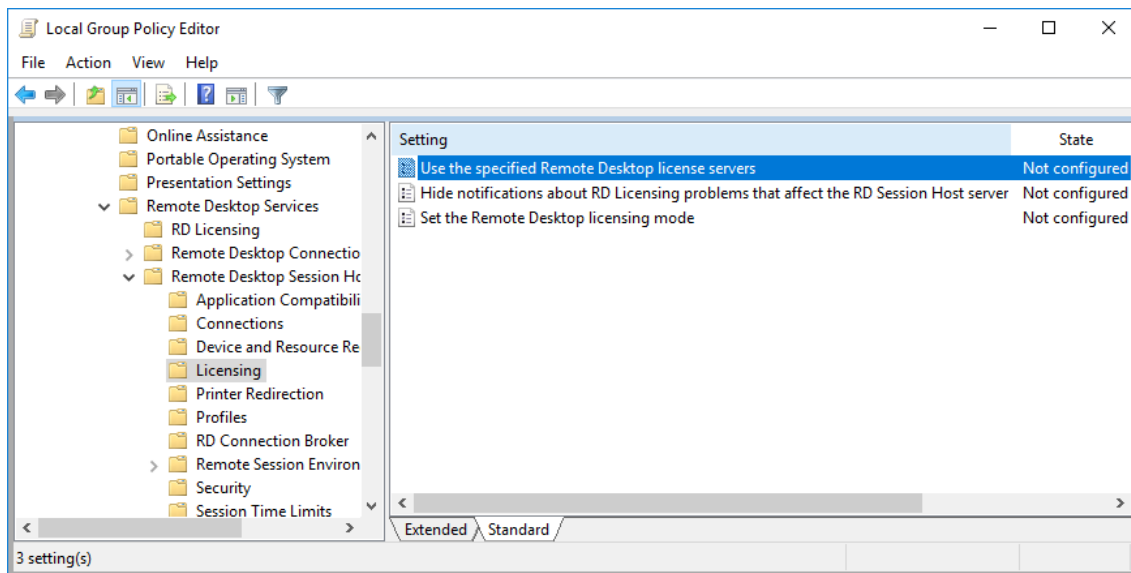 Local Group Policy Editor
File Action View Help
Online Assistance
Portable Operating System
Presentation Settings
Remote Desktop Services
RD Licensing
Remote Desktop Connectio
Remote Desktop Session Ho
Application Compatibili
Connections
Device and Resource Re
Licensing
Printer Redirection
Profiles
RD Connection Broker
Remote Session Environ
Security
Session Time Limits
Setting State
Use the specified Remote Desktop license servers Not configured
Hide notifications about RD Licensing problems that affect the RD Session Host server Not configured
Set the Remote Desktop licensing mode Not configured
Extended Standard
3 setting(s)